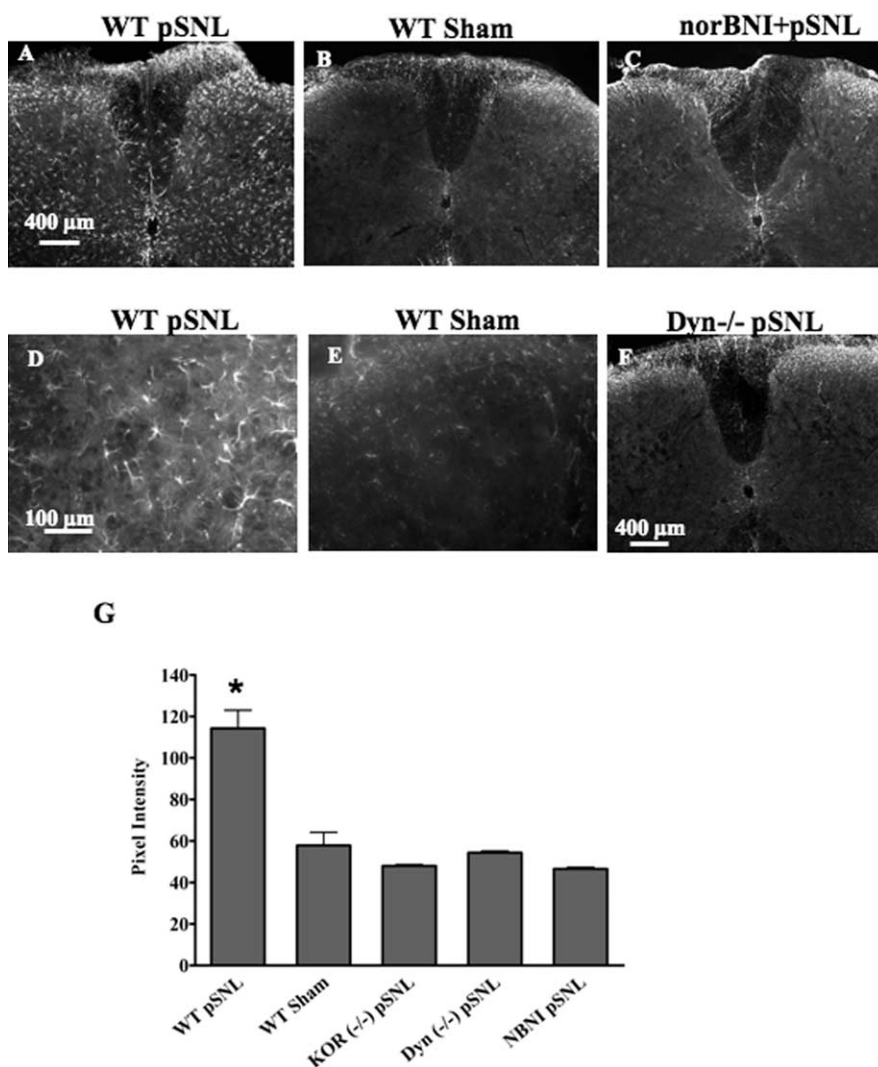 WT pSNL
WT Sham
norBNI+pSNL
A
B
C
400 µm
WT pSNL
WT Sham
Dyn-/- pSNL
D
E
F
100 µm
400 µm
G
140
120
100
80
60
40
20
0
Pixel Intensity
*
WT pSNL
WT Sham
KOR (-/-) pSNL
Dyn (-/-) pSNL
NBNI pSNL